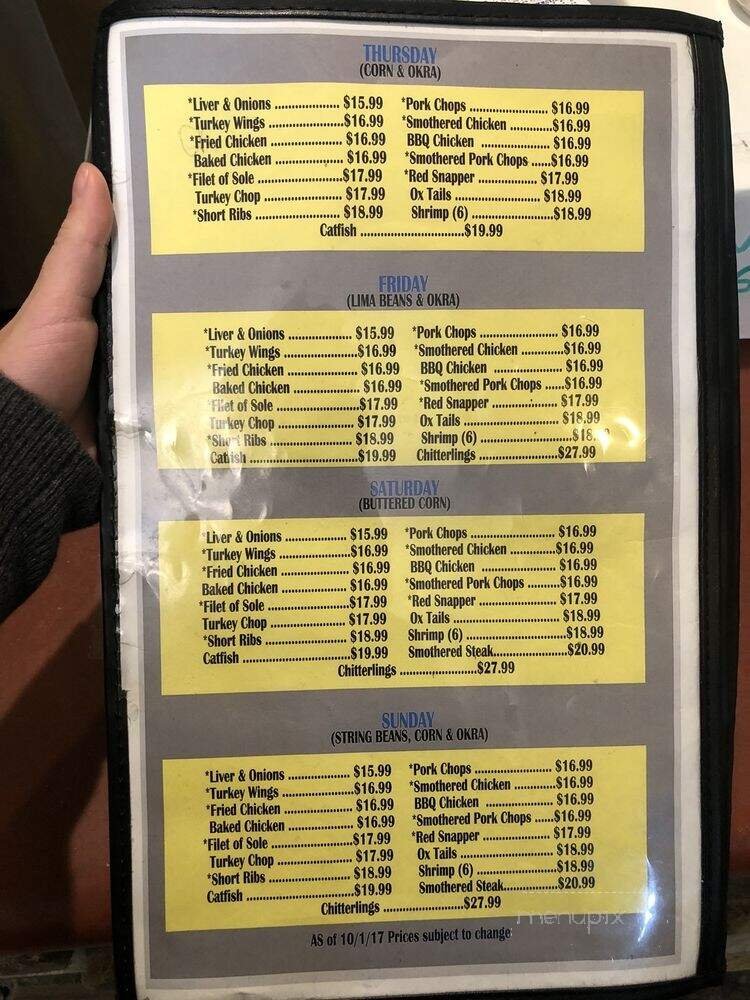 THURSDAY
(CORN & OKRA)
*Liver & Onions .................. $15.99 *Pork Chops ...................... $16.99
*Turkey Wings .....................$16.99 *Smothered Chicken ............$16.99
*Fried Chicken ................... $16.99 BBQ Chicken ..................... $16.99
Baked Chicken ................... $16.99 *Smothered Pork Chops ......$16.99
*Filet of Sole .......................$17.99 *Red Snapper .................. $17.99
Turkey Chop ...................... $17.99 Ox Tails ........................ $18.99
*Short Ribs ........................ $18.99 Shrimp (6) .......................$18.99
Catfish .............................$19.99
FRIDAY
(LIMA BEANS & OKRA)
*Liver & Onions .................. $15.99 *Pork Chops ...................... $16.99
*Turkey Wings .....................$16.99 *Smothered Chicken ............$16.99
*Fried Chicken ..................... $16.99 BBQ Chicken ..................... $16.99
Baked Chicken ................... $16.99 *Smothered Pork Chops ......$16.99
*Filet of Sole .......................$17.99 *Red Snapper .................. $17.99
Turkey Chop ...................... $17.99 Ox Tails ........................ $18.99
*Short Ribs ........................ $18.99 Shrimp (6) .......................
Catfish ..............................$19.99 Chitterlings ......................$27.99
SATURDAY
(BUTTERED CORN)
*Liver & Onions .................. $15.99 *Pork Chops ...................... $16.99
*Turkey Wings .....................$16.99 *Smothered Chicken ............$16.99
*Fried Chicken ................... $16.99 BBQ Chicken ..................... $16.99
Baked Chicken ................... $16.99 *Smothered Pork Chops ........$16.99
*Filet of Sole .......................$17.99 *Red Snapper .................. $17.99
Turkey Chop ...................... $17.99 Ox Tails ........................ $18.99
*Short Ribs ........................ $18.99 Shrimp (6) .......................$18.99
Catfish ..............................$19.99 Smothered Steak.....................$20.99
Chitterlings ......................$27.99
SUNDAY
(STRING BEANS, CORN & OKRA)
*Liver & Onions .................. $15.99 *Pork Chops ...................... $16.99
*Turkey Wings .....................$16.99 *Smothered Chicken ............$16.99
*Fried Chicken ................... $16.99 BBQ Chicken ..................... $16.99
Baked Chicken ................... $16.99 *Smothered Pork Chops ......$16.99
*Filet of Sole .......................$17.99 *Red Snapper .................. $17.99
Turkey Chop ...................... $17.99 Ox Tails ........................ $18.99
*Short Ribs ........................ $18.99 Shrimp (6) .......................$18.99
Catfish ..............................$19.99 Smothered Steak.....................$20.99
Chitterlings ......................$27.99
menupix
AS of 10/1/17 Prices subject to change